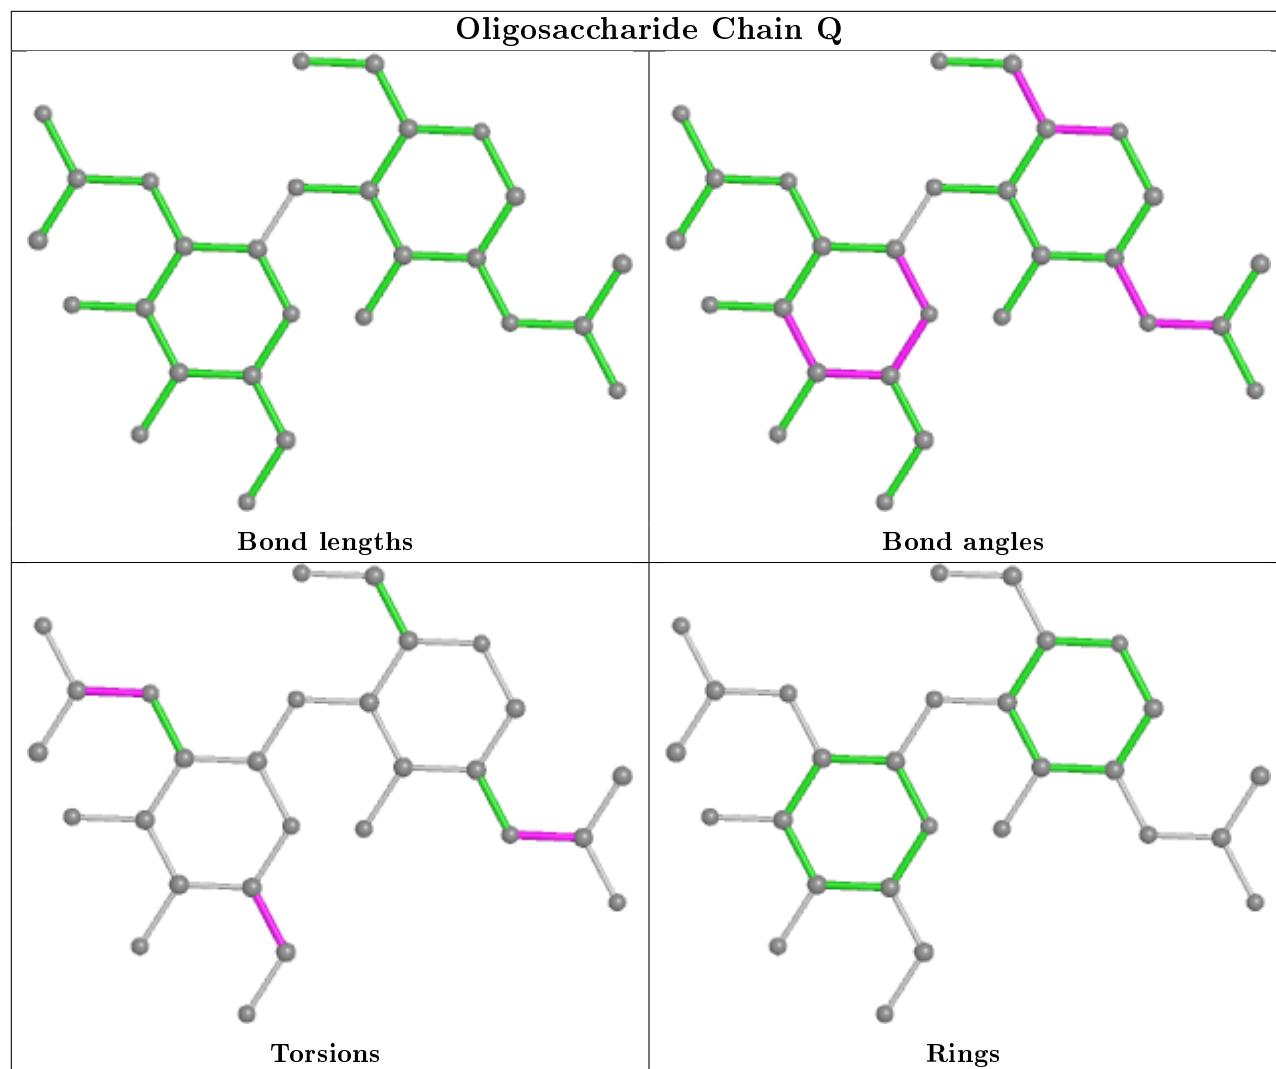 Oligosaccharide Chain Q
Bond lengths
Bond angles
Torsions
Rings